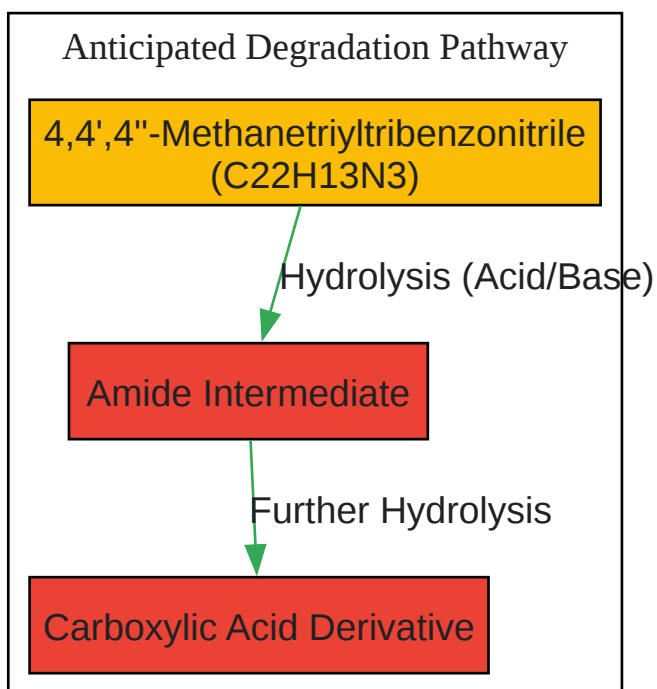 Anticipated Degradation Pathway
4,4',4"-Methanetriyltribenzonitrile
(C22H13N3)
Hydrolysis (Acid/Base)
Amide Intermediate
Further Hydrolysis
Carboxylic Acid Derivative